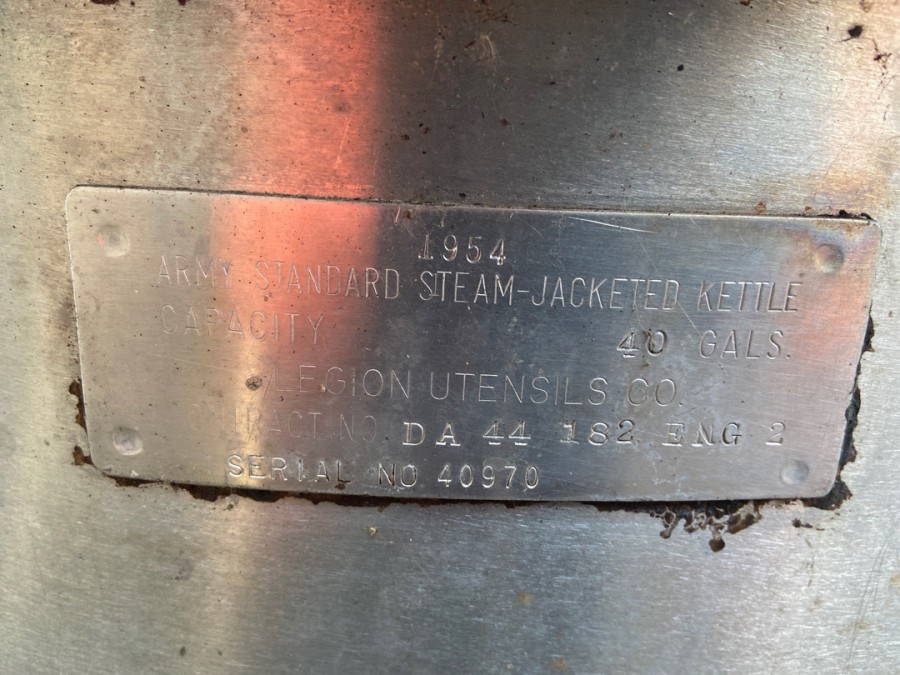 1954
ARMY STANDARD STEAM-JACKETED KETTLE
CAPACITY 40 GALS.
LEGION UTENSILS CO.
CONTRACT NO. DA 44 182 ENG 2
SERIAL NO 40970